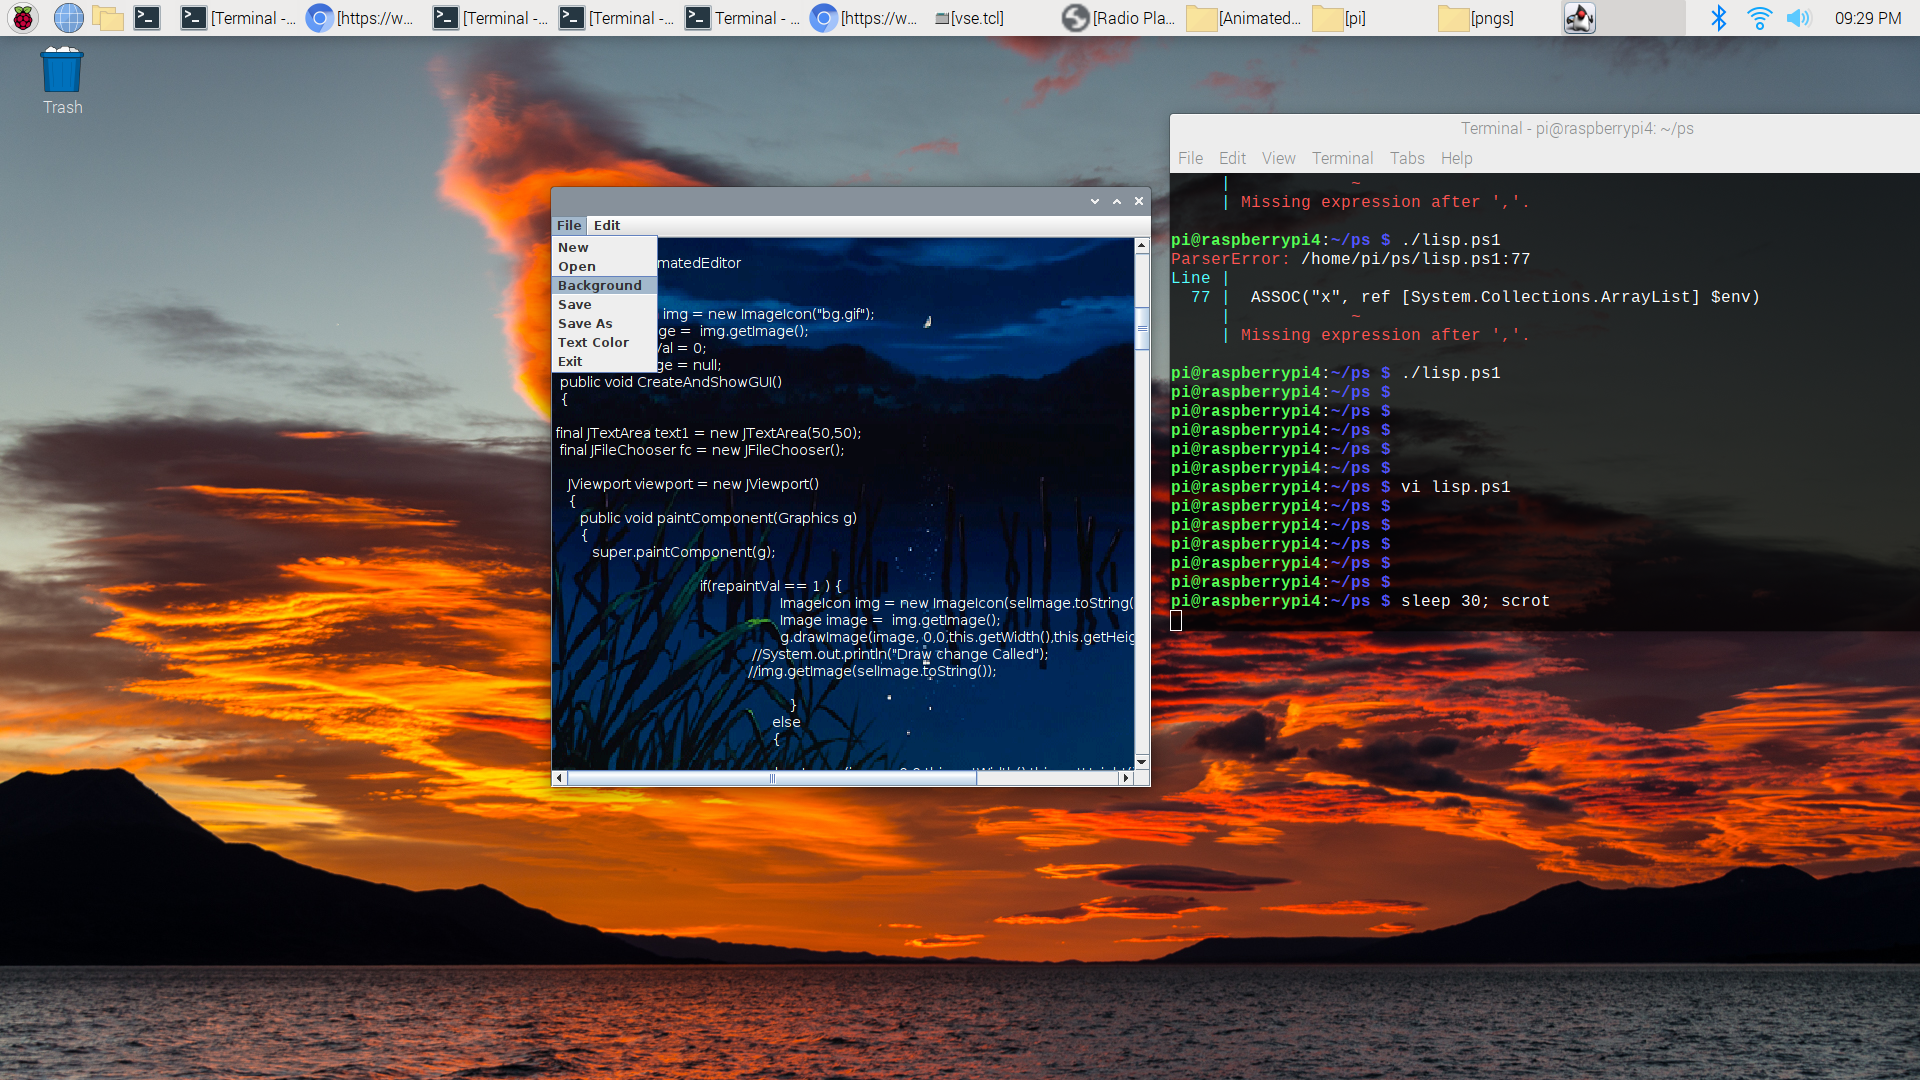 [Terminal -... [https://w... [Terminal -... [Terminal -... Terminal - ... [https://w... [vse.tcl] [Radio Pla... [Animated... [pi] [pngs] 09:29 PM
Trash
File Edit
New
Open
Background
Save
Save As
Text Color
Exit
matedEditor
img = new ImageIcon("bg.gif");
ge =  img.getImage();
Val = 0;
ge = null;
public void CreateAndShowGUI()
{
final JTextArea text1 = new JTextArea(50,50);
final JFileChooser fc = new JFileChooser();
JViewport viewport = new JViewport()
{
public void paintComponent(Graphics g)
{
super.paintComponent(g);
if(repaintVal == 1 ) {
ImageIcon img = new ImageIcon(selImage.toString(
Image image =  img.getImage();
g.drawImage(image, 0,0,this.getWidth(),this.getHeig
//System.out.println("Draw change Called");
//img.getImage(selImage.toString());
}
else
{
Terminal - pi@raspberrypi4: ~/ps
File Edit View Terminal Tabs Help
| ~
| Missing expression after ','.
pi@raspberrypi4:~/ps $ ./lisp.ps1
ParserError: /home/pi/ps/lisp.ps1:77
Line |
77 |  ASSOC("x", ref [System.Collections.ArrayList] $env)
| ~
| Missing expression after ','.
pi@raspberrypi4:~/ps $ ./lisp.ps1
pi@raspberrypi4:~/ps $
pi@raspberrypi4:~/ps $
pi@raspberrypi4:~/ps $
pi@raspberrypi4:~/ps $
pi@raspberrypi4:~/ps $
pi@raspberrypi4:~/ps $ vi lisp.ps1
pi@raspberrypi4:~/ps $
pi@raspberrypi4:~/ps $
pi@raspberrypi4:~/ps $
pi@raspberrypi4:~/ps $
pi@raspberrypi4:~/ps $
pi@raspberrypi4:~/ps $ sleep 30; scrot